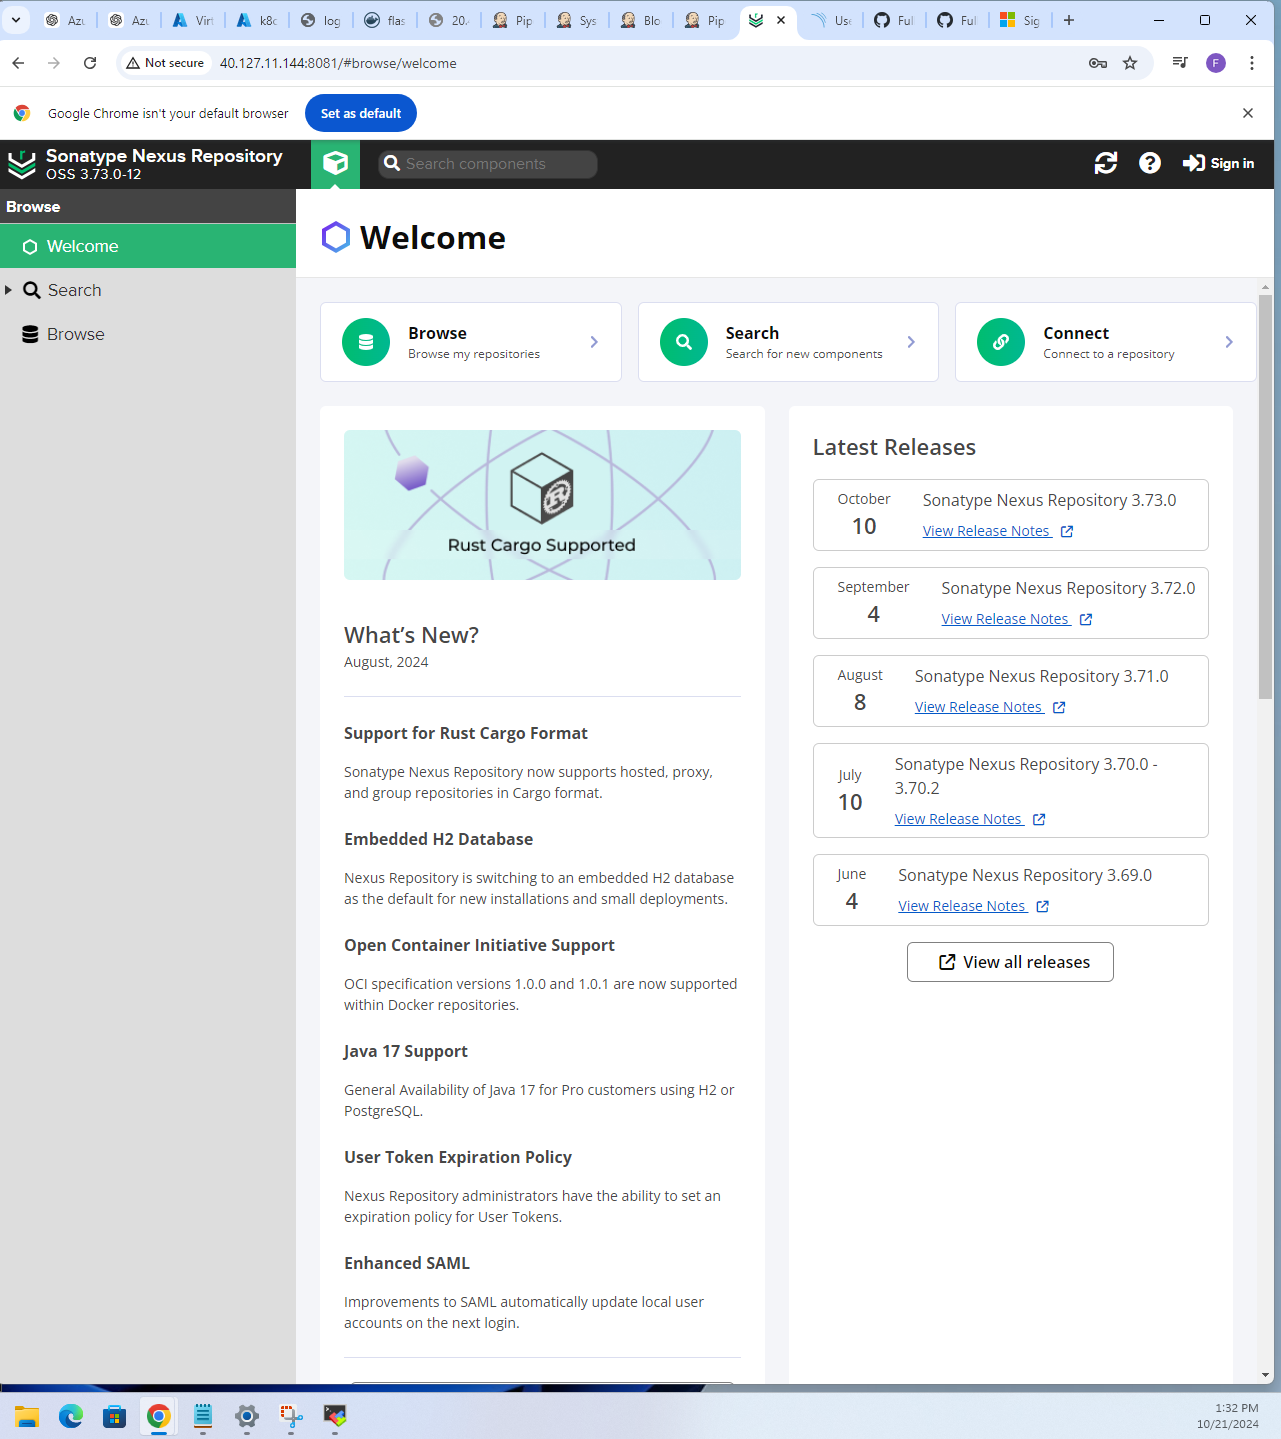 Azu
Azu
Virt
k8c
log
flas
20.
Pip
Sys
Blo
Pip
Use
Ful
Ful
Sig
Not secure
40.127.11.144:8081/#browse/welcome
F
Google Chrome isn't your default browser
Set as default
Sonatype Nexus Repository
OSS 3.73.0-12
Search components
Sign in
Browse
Welcome
Search
Browse
Welcome
Browse
Browse my repositories
Search
Search for new components
Connect
Connect to a repository
Rust Cargo Supported
What’s New?
August, 2024
Support for Rust Cargo Format
Sonatype Nexus Repository now supports hosted, proxy,
and group repositories in Cargo format.
Embedded H2 Database
Nexus Repository is switching to an embedded H2 database
as the default for new installations and small deployments.
Open Container Initiative Support
OCI specification versions 1.0.0 and 1.0.1 are now supported
within Docker repositories.
Java 17 Support
General Availability of Java 17 for Pro customers using H2 or
PostgreSQL.
User Token Expiration Policy
Nexus Repository administrators have the ability to set an
expiration policy for User Tokens.
Enhanced SAML
Improvements to SAML automatically update local user
accounts on the next login.
Latest Releases
October
10
Sonatype Nexus Repository 3.73.0
View Release Notes
September
4
Sonatype Nexus Repository 3.72.0
View Release Notes
August
8
Sonatype Nexus Repository 3.71.0
View Release Notes
July
10
Sonatype Nexus Repository 3.70.0 -
3.70.2
View Release Notes
June
4
Sonatype Nexus Repository 3.69.0
View Release Notes
View all releases
1:32 PM
10/21/2024